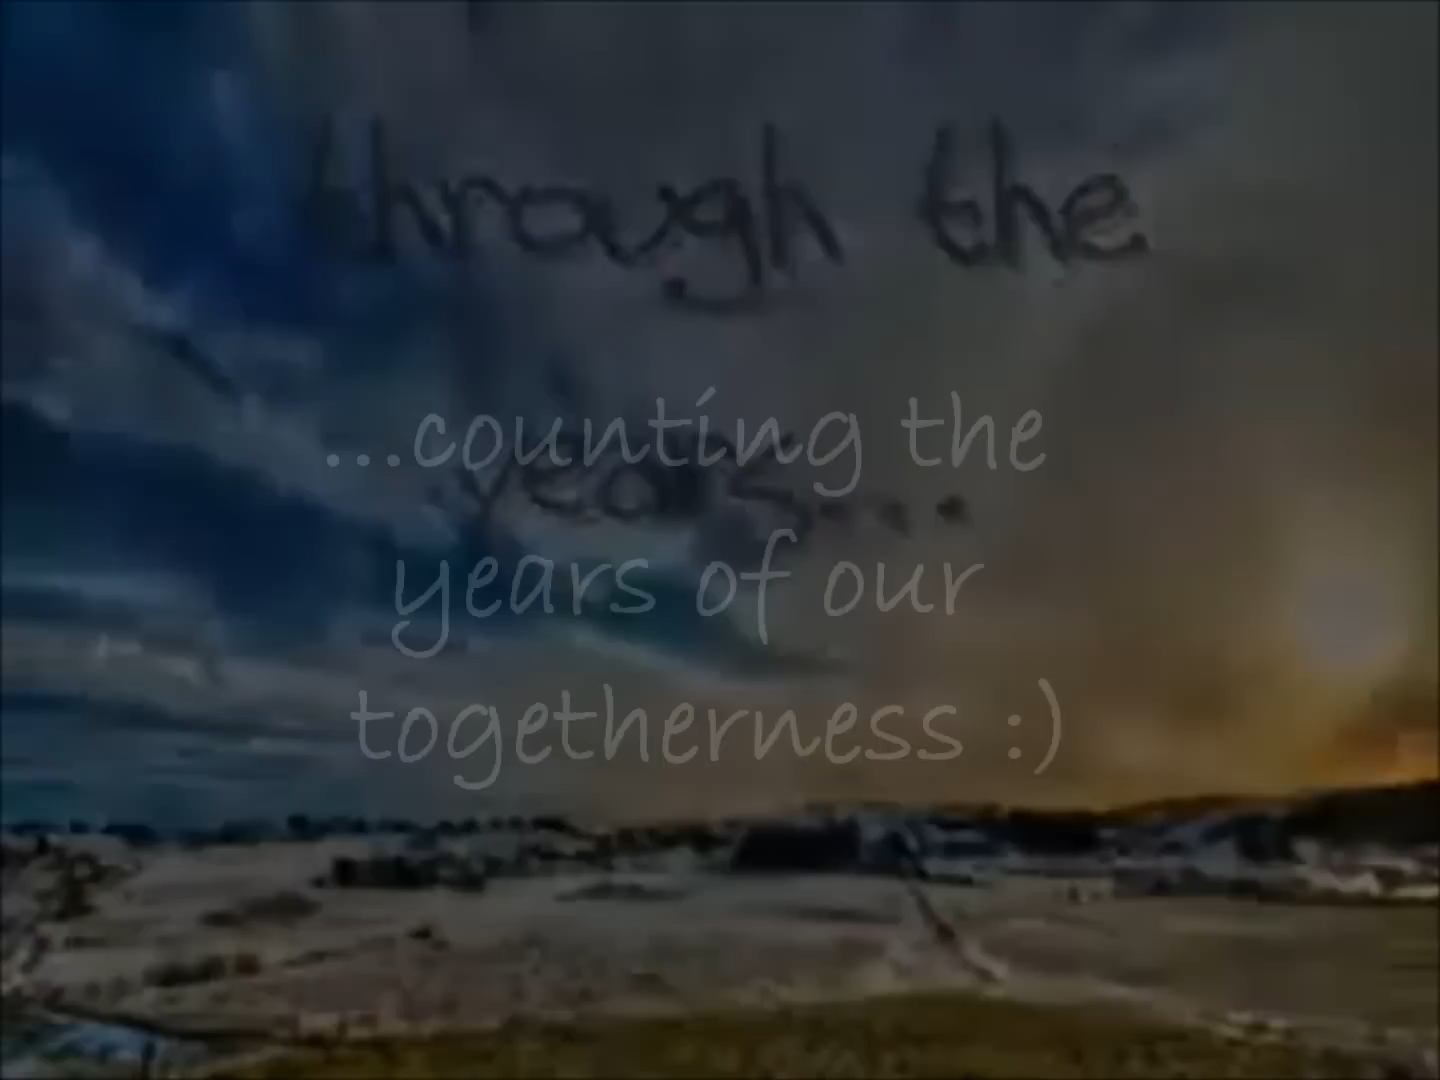 through the
years...
...counting the
years of our
togetherness :)